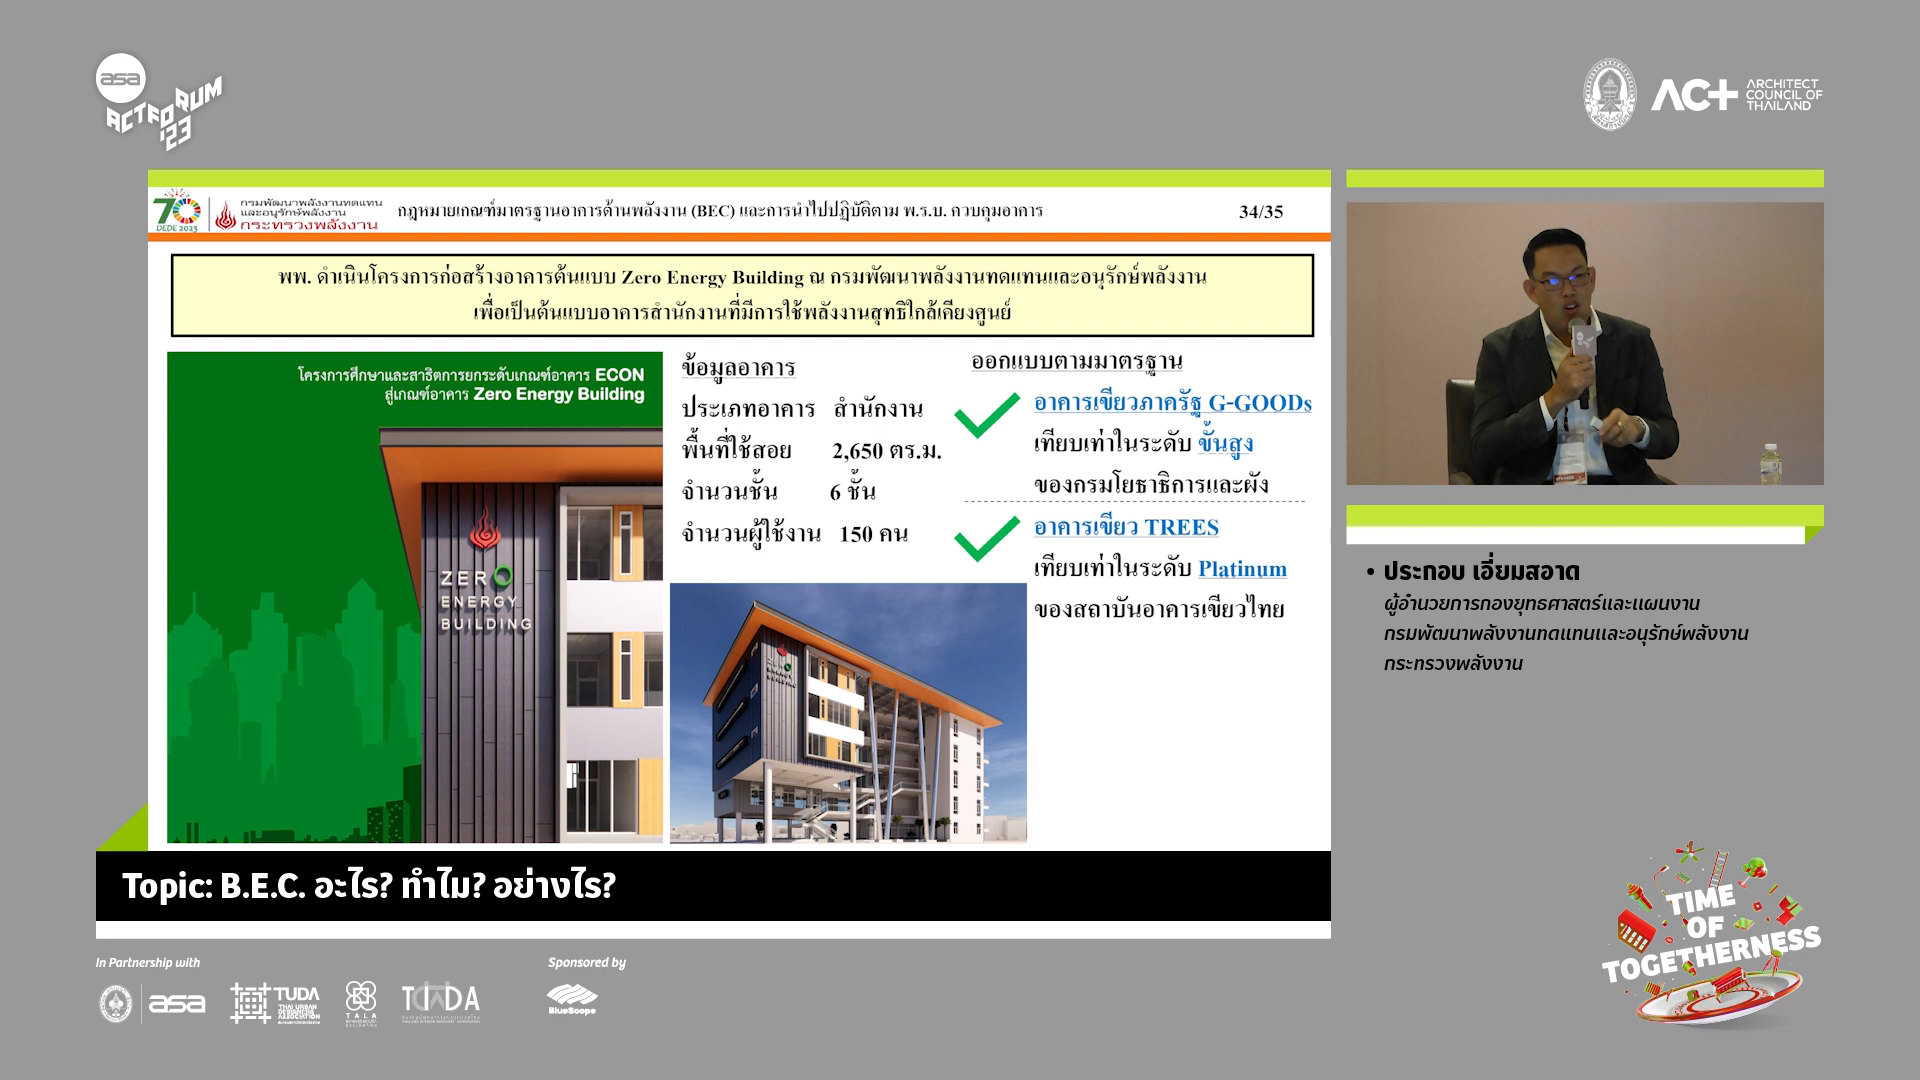 asa
ACTFORUM
'23
ACT
ARCHITECT
COUNCIL OF
THAILAND
70
DEDE 2023
กรมพัฒนาพลังงานทดแทน
และอนุรักษ์พลังงาน
กระทรวงพลังงาน
กฎหมายเกณฑ์มาตรฐานอาคารด้านพลังงาน (BEC) และการนำไปปฏิบัติตาม พ.ร.บ. ควบคุมอาคาร
34/35
พพ. ดำเนินโครงการก่อสร้างอาคารต้นแบบ Zero Energy Building ณ กรมพัฒนาพลังงานทดแทนและอนุรักษ์พลังงาน
เพื่อเป็นต้นแบบอาคารสำนักงานที่มีการใช้พลังงานสุทธิใกล้เคียงศูนย์
โครงการศึกษาและสาธิตการยกระดับเกณฑ์อาคาร ECON
สู่เกณฑ์อาคาร Zero Energy Building
ZERO
ENERGY
BUILDING
ข้อมูลอาคาร
ประเภทอาคาร สำนักงาน
พื้นที่ใช้สอย 2,650 ตร.ม.
จำนวนชั้น 6 ชั้น
จำนวนผู้ใช้งาน 150 คน
ออกแบบตามมาตรฐาน
อาคารเขียวภาครัฐ G-GOODs
เทียบเท่าในระดับ ขั้นสูง
ของกรมโยธาธิการและผัง
อาคารเขียว TREES
เทียบเท่าในระดับ Platinum
ของสถาบันอาคารเขียวไทย
ZERO
ENERGY
BUILDING
• ประกอบ เอี่ยมสอาด
ผู้อำนวยการกองยุทธศาสตร์และแผนงาน
กรมพัฒนาพลังงานทดแทนและอนุรักษ์พลังงาน
กระทรวงพลังงาน
Topic: B.E.C. อะไร? ทำไม? อย่างไร?
In Partnership with
asa
TUDA
THAI URBAN
DESIGNERS
ASSOCIATION
TALA
TIDA
Sponsored by
BlueScope
TIME
OF
TOGETHERNESS